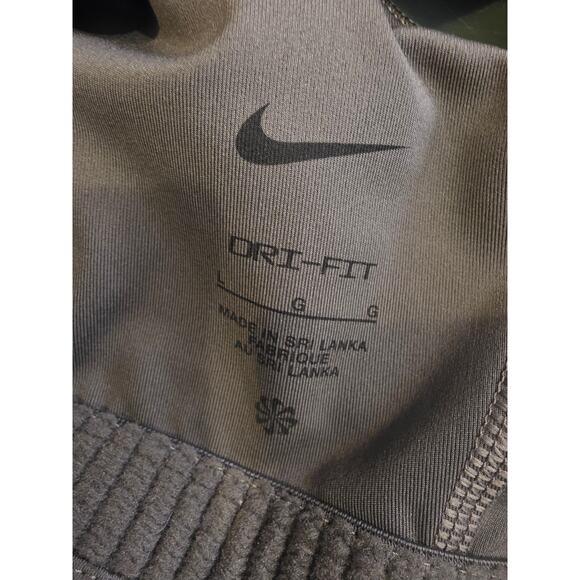 DRI-FIT
L G G
MADE IN SRI LANKA
FABRIQUE
AU SRI LANKA